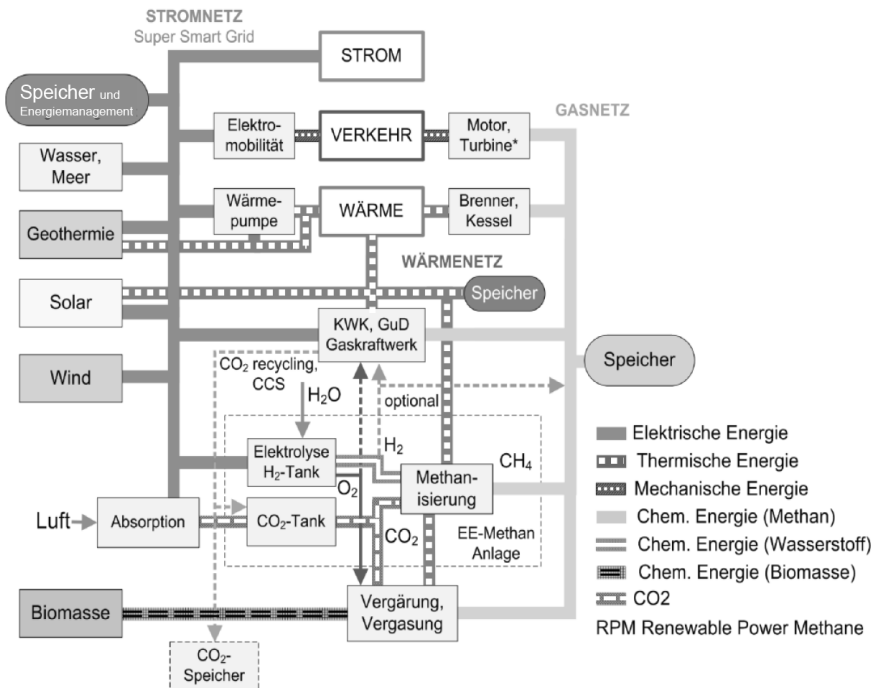 STROMNETZ
Super Smart Grid
STROM
Speicher und
Energiemanagement
GASNETZ
Elektro-
mobilität
VERKEHR
Motor,
Turbine*
Wasser,
Meer
Wärme-
pumpe
WÄRME
Brenner,
Kessel
Geothermie
WÄRMENETZ
Solar
Speicher
KWK, GuD
Gaskraftwerk
Speicher
Wind
CO2 recycling,
CCS
H2O
optional
Elektrische Energie
Elektrolyse
H2-Tank
H2
CH4
Thermische Energie
Methan-
isierung
O2
Mechanische Energie
Luft
Absorption
CO2-Tank
CO2
EE-Methan
Anlage
Chem. Energie (Methan)
Chem. Energie (Wasserstoff)
Chem. Energie (Biomasse)
CO2
RPM Renewable Power Methane
Biomasse
Vergärung,
Vergasung
CO2-
Speicher